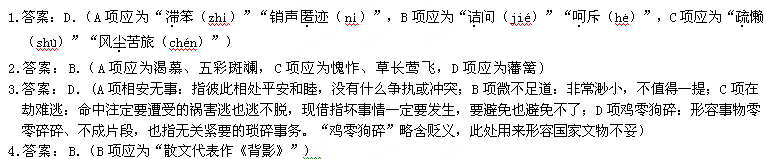 1.答案：D．（A 项应为“滞笨（zhì）”“销声匿迹（nì）”，B 项应为“诘问（jié）”“呵斥（hē）”，C项应为“疏懒
（shū）”“风尘苦旅（chén）”）
2.答案：B．（A 项应为渴慕、五彩斑斓，C 项应为愧怍、草长莺飞，D 项应为藩篱）
3.答案：D．（A 项相安无事：指彼此相处平安和睦，没有什么争执或冲突；B 项微不足道：非常渺小，不值得一提；C 项在
劫难逃：命中注定要遭受的祸害逃也逃不脱，现借指坏事情一定要发生，要避免也避免不了；D 项鸡零狗碎：形容事物零
零碎碎、不成片段，也指无关紧要的琐碎事务。“鸡零狗碎”略含贬义，此处用来形容国家文物不妥）
4.答案：B．（B 项应为“散文代表作《背影》”）